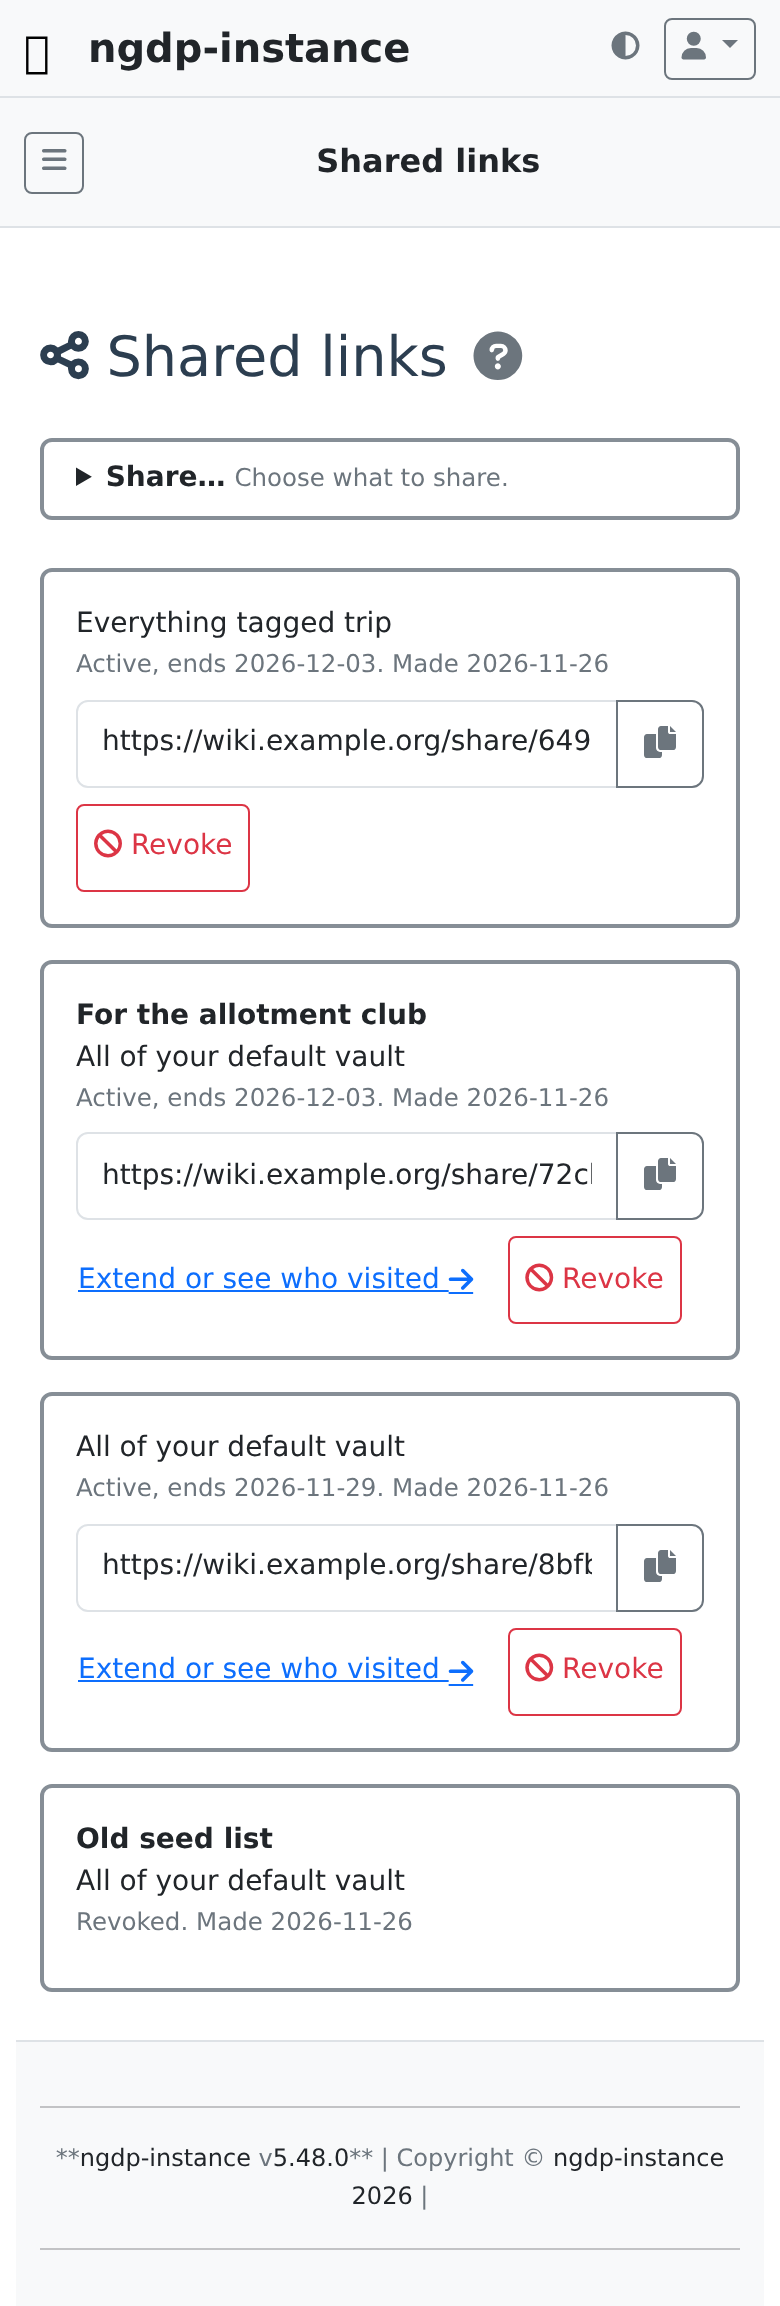 ngdp-instance
Shared links
Shared links ?
Share… Choose what to share.
Everything tagged trip
Active, ends 2026-12-03. Made 2026-11-26
https://wiki.example.org/share/649
Revoke
For the allotment club
All of your default vault
Active, ends 2026-12-03. Made 2026-11-26
https://wiki.example.org/share/72c
Extend or see who visited →
Revoke
All of your default vault
Active, ends 2026-11-29. Made 2026-11-26
https://wiki.example.org/share/8bf
Extend or see who visited →
Revoke
Old seed list
All of your default vault
Revoked. Made 2026-11-26
**ngdp-instance v5.48.0** | Copyright © ngdp-instance
2026 |